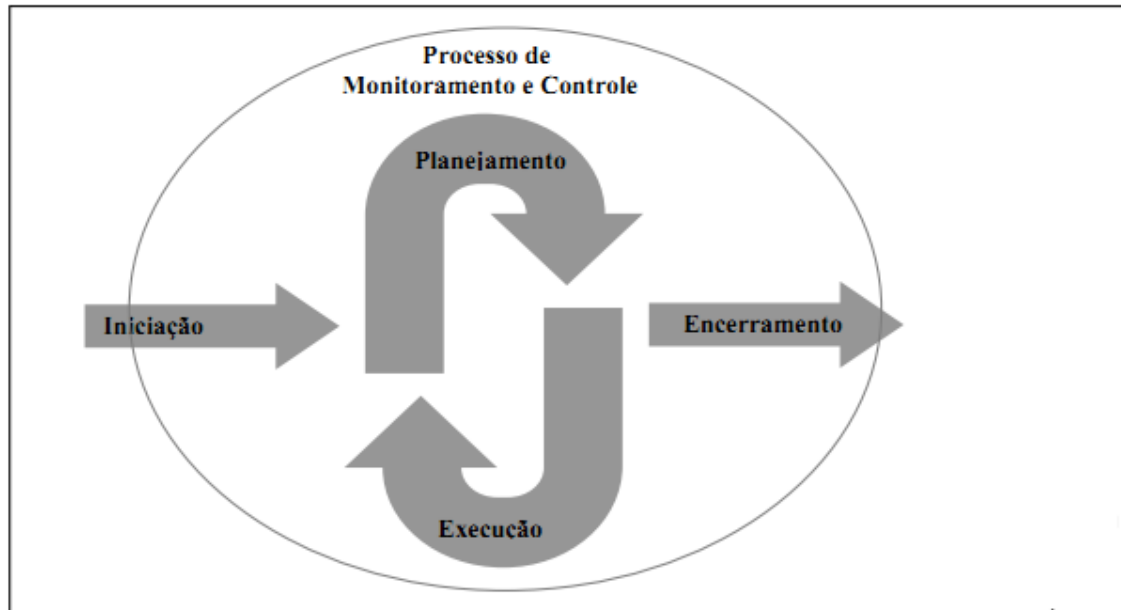 Processo de
Monitoramento e Controle
Planejamento
Iniciação
Encerramento
Execução